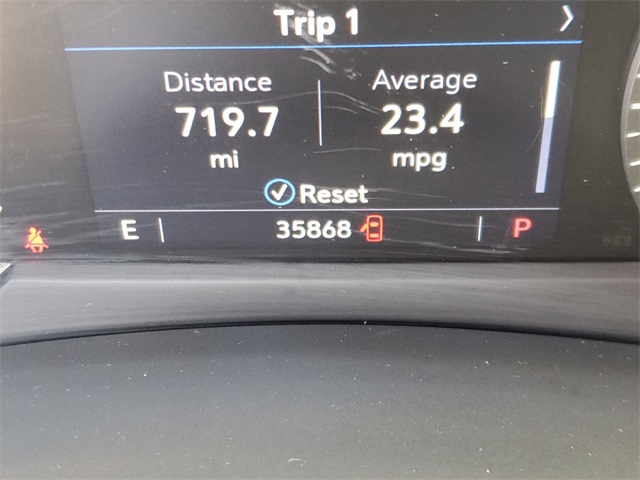 Trip 1
Distance Average
719.7 23.4
mi mpg
Reset
E 35868 P